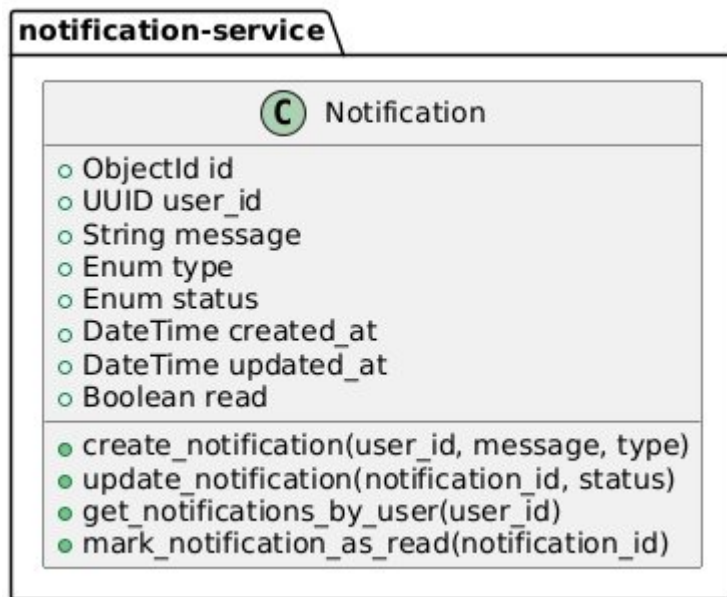 notification-service
C Notification
ObjectId id
UUID user_id
String message
Enum type
Enum status
DateTime created_at
DateTime updated_at
Boolean read
create_notification(user_id, message, type)
update_notification(notification_id, status)
get_notifications_by_user(user_id)
mark_notification_as_read(notification_id)